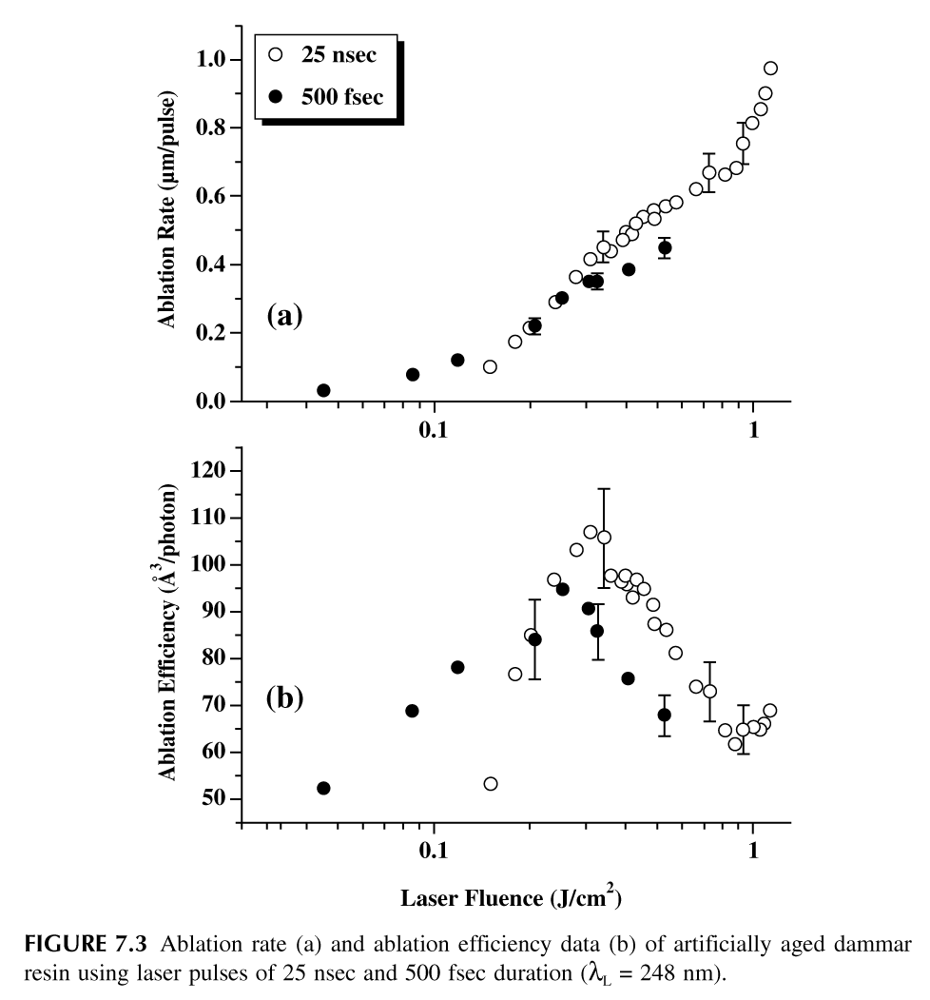 25 nsec
500 fsec
Ablation Rate (µm/pulse)
1.0
0.8
0.6
0.4
0.2
0.0
(a)
0.1
1
Ablation Efficiency (Å³/photon)
120
110
100
90
80
70
60
50
(b)
0.1
1
Laser Fluence (J/cm²)
FIGURE 7.3 Ablation rate (a) and ablation efficiency data (b) of artificially aged dammar
resin using laser pulses of 25 nsec and 500 fsec duration (λL = 248 nm).